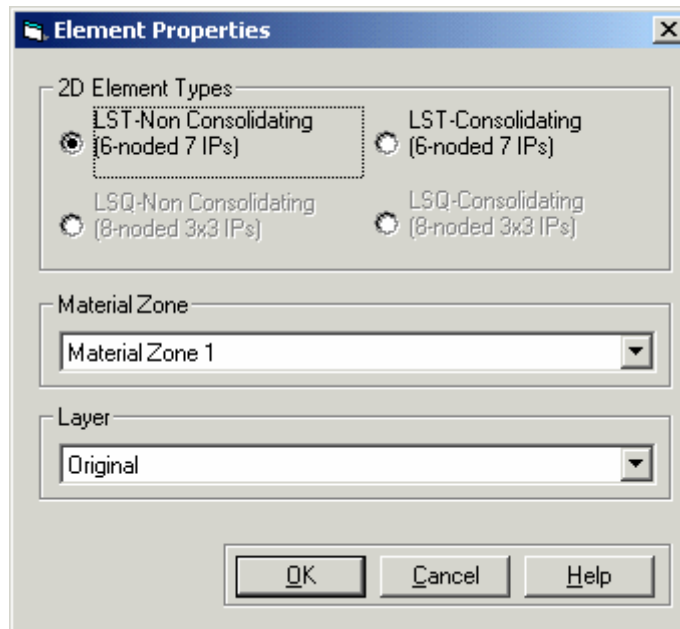 Element Properties
2D Element Types
LST-Non Consolidating
(6-noded 7 IPs)
LST-Consolidating
(6-noded 7 IPs)
LSQ-Non Consolidating
(8-noded 3x3 IPs)
LSQ-Consolidating
(8-noded 3x3 IPs)
Material Zone
Material Zone 1
Layer
Original
OK
Cancel
Help